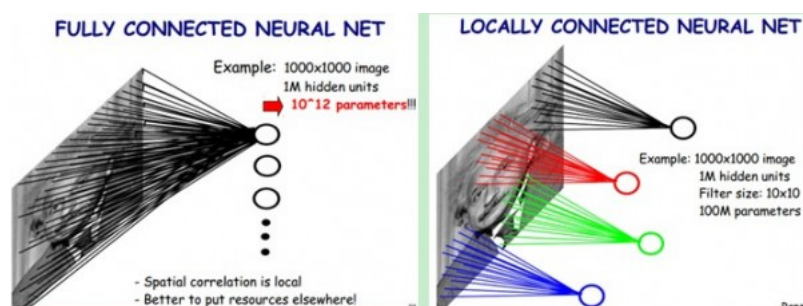 FULLY CONNECTED NEURAL NET
Example: 1000x1000 image
1M hidden units
10^12 parameters!!!
- Spatial correlation is local
- Better to put resources elsewhere!
LOCALLY CONNECTED NEURAL NET
Example: 1000x1000 image
1M hidden units
Filter size: 10x10
100M parameters